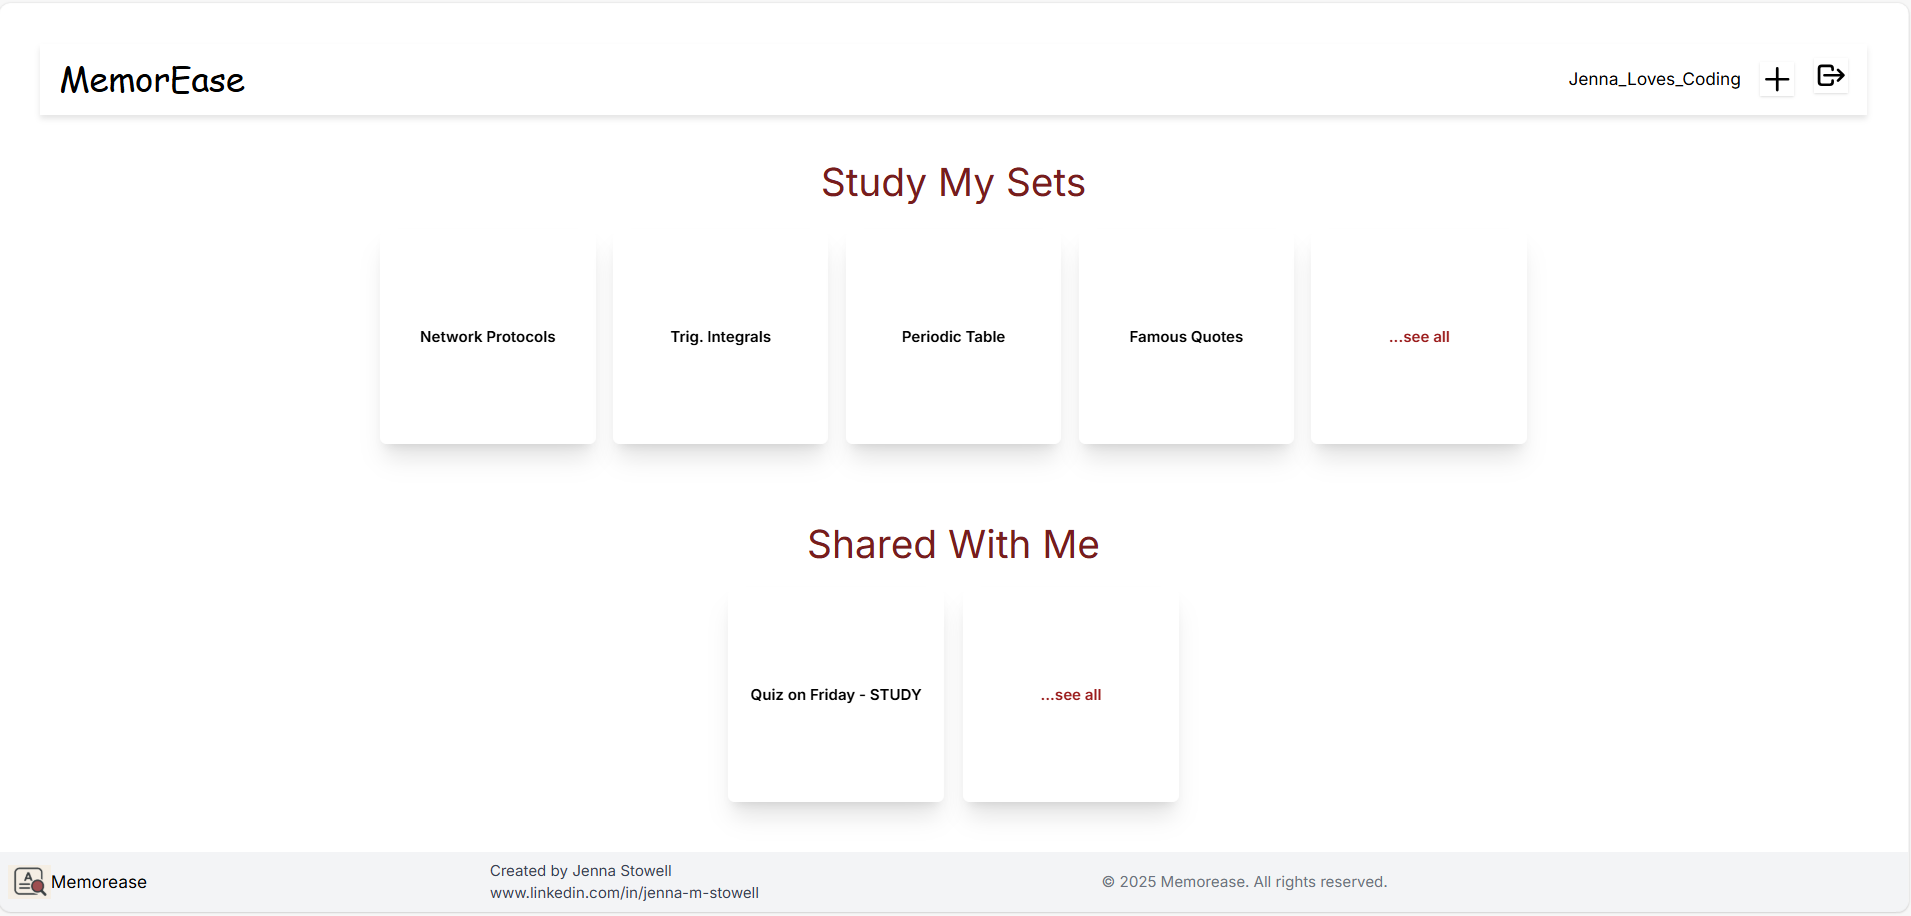 MemorEase
Jenna_Loves_Coding
Study My Sets
Network Protocols
Trig. Integrals
Periodic Table
Famous Quotes
...see all
Shared With Me
Quiz on Friday - STUDY
...see all
A
Memorease
Created by Jenna Stowell
www.linkedin.com/in/jenna-m-stowell
© 2025 Memorease. All rights reserved.